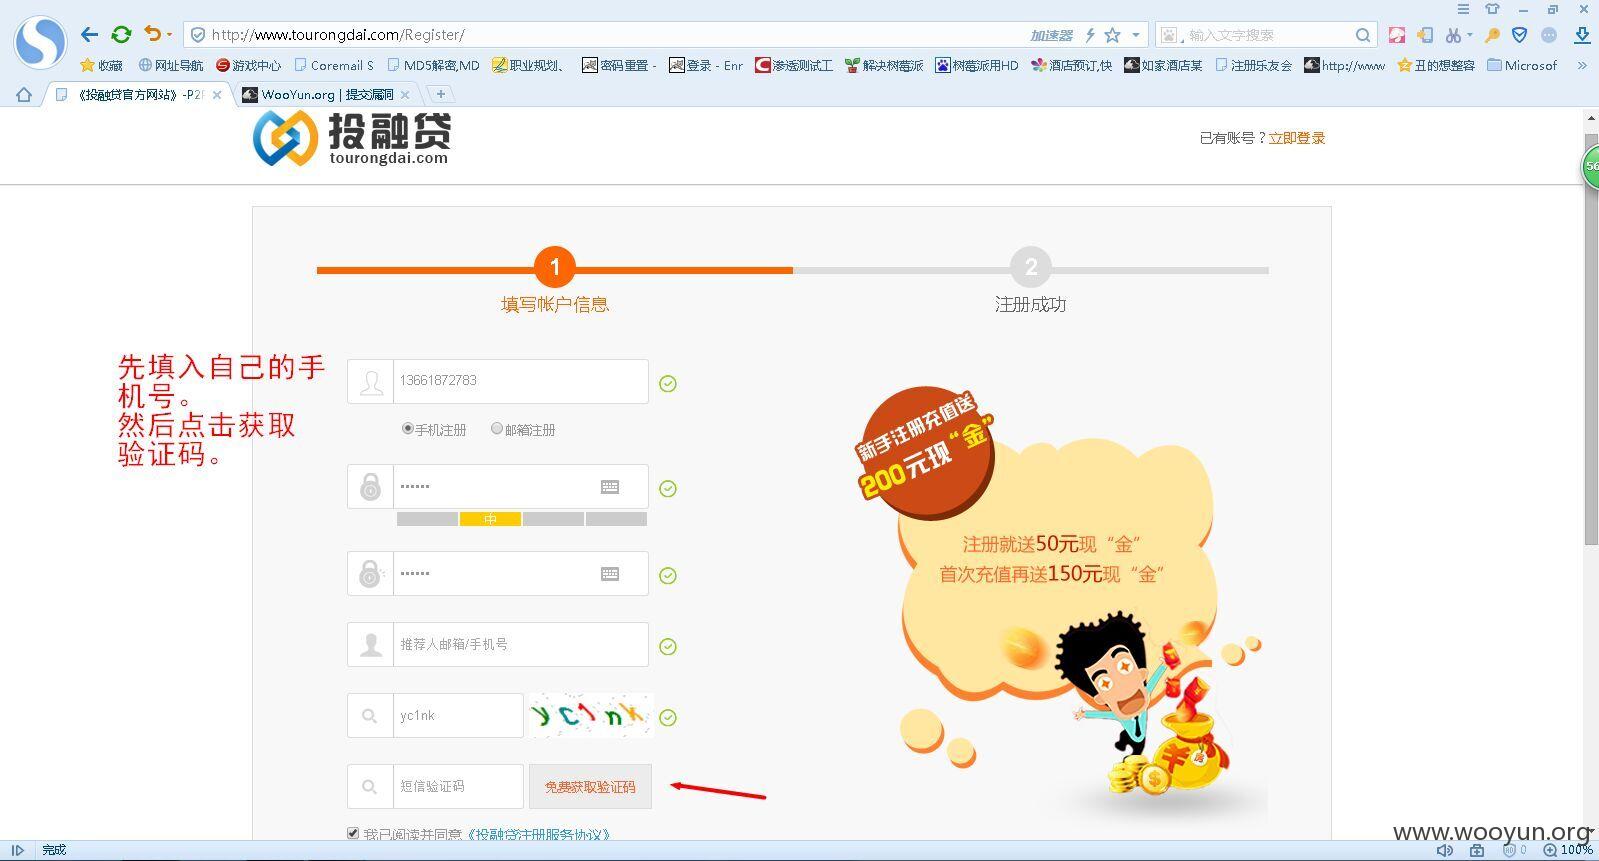 http://www.tourongdai.com/Register/
加速器
输入文字搜索
收藏
网址导航
游戏中心
Coremail S
MD5解密,MD
职业规划、
密码重置 -
登录 - Enr
渗透测试工
解决树莓派
树莓派用HD
酒店预订,快
如家酒店某
注册乐友会
http://www
丑的想整容
Microsof
《投融贷官方网站》-P2P
WooYun.org | 提交漏洞
投融贷
tourongdai.com
已有账号？立即登录
1
2
填写帐户信息
注册成功
先填入自己的手
机号。
然后点击获取
验证码。
13661872783
手机注册
邮箱注册
中
推荐人邮箱/手机号
yc1nk
yc1nk
短信验证码
免费获取验证码
我已阅读并同意《投融贷注册服务协议》
新手注册充值送
200元现“金”
注册就送50元现“金”
首次充值再送150元现“金”
www.wooyun.org
完成
0
100%